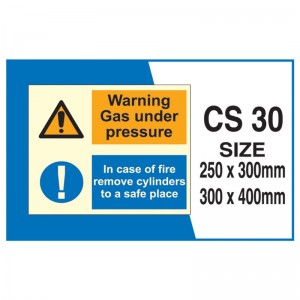 Warning
Gas under
pressure
In case of fire
remove cylinders
to a safe place
CS 30
SIZE
250 x 300mm
300 x 400mm